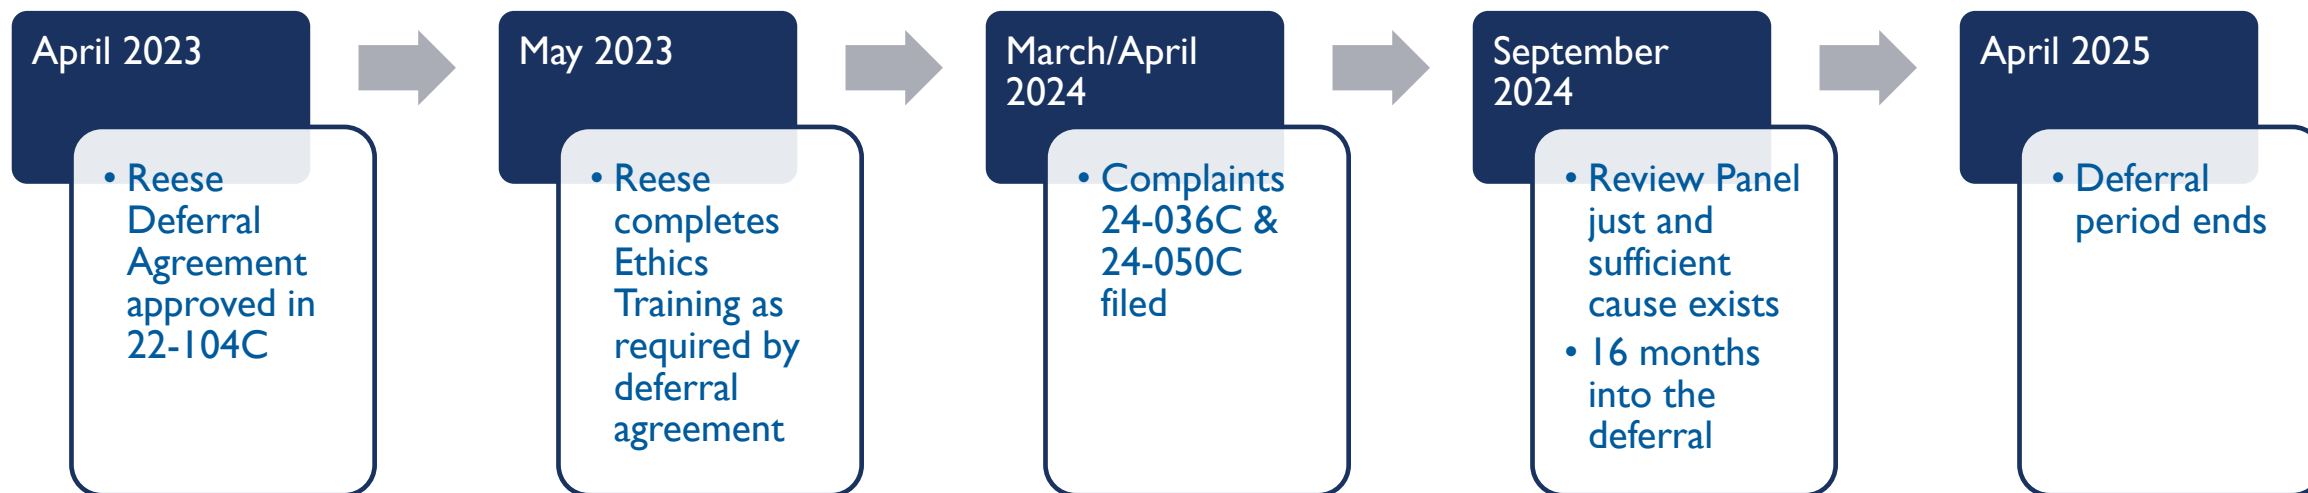 April 2023
• Reese
Deferral
Agreement
approved in
22-104C
May 2023
• Reese
completes
Ethics
Training as
required by
deferral
agreement
March/April
2024
• Complaints
24-036C &
24-050C
filed
September
2024
• Review Panel
just and
sufficient
cause exists
• 16 months
into the
deferral
April 2025
• Deferral
period ends